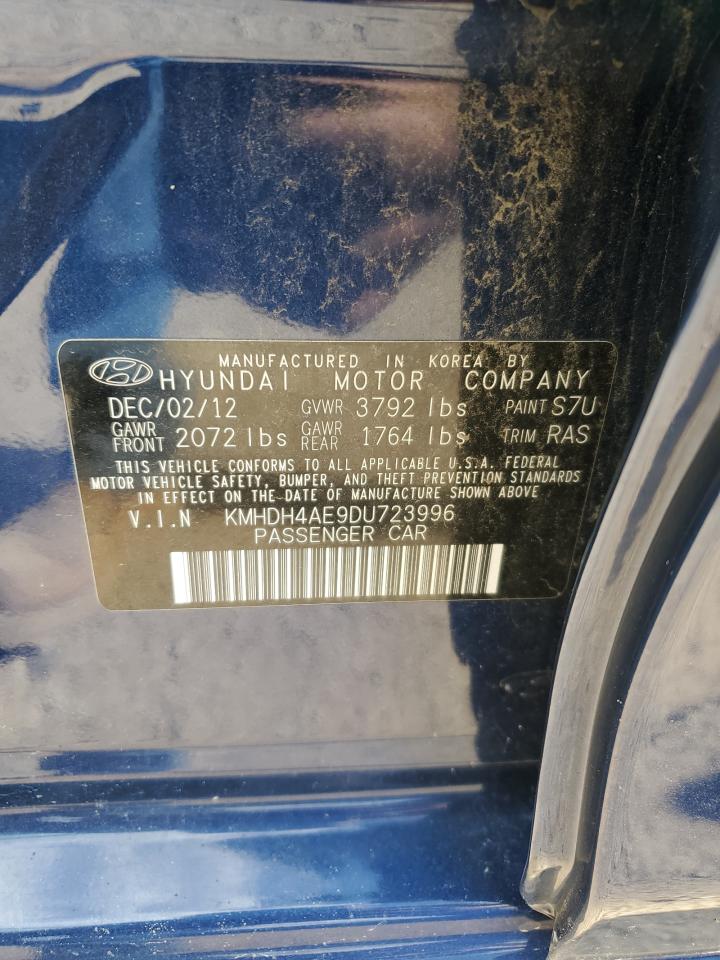 MANUFACTURED IN KOREA BY
HYUNDAI MOTOR COMPANY
DEC/02/12 GVWR 3792 lbs PAINT S7U
GAWR FRONT 2072 lbs GAWR REAR 1764 lbs TRIM RAS
THIS VEHICLE CONFORMS TO ALL APPLICABLE U.S.A. FEDERAL
MOTOR VEHICLE SAFETY, BUMPER, AND THEFT PREVENTION STANDARDS
IN EFFECT ON THE DATE OF MANUFACTURE SHOWN ABOVE
V.I.N KMHDH4AE9DU723996
PASSENGER CAR